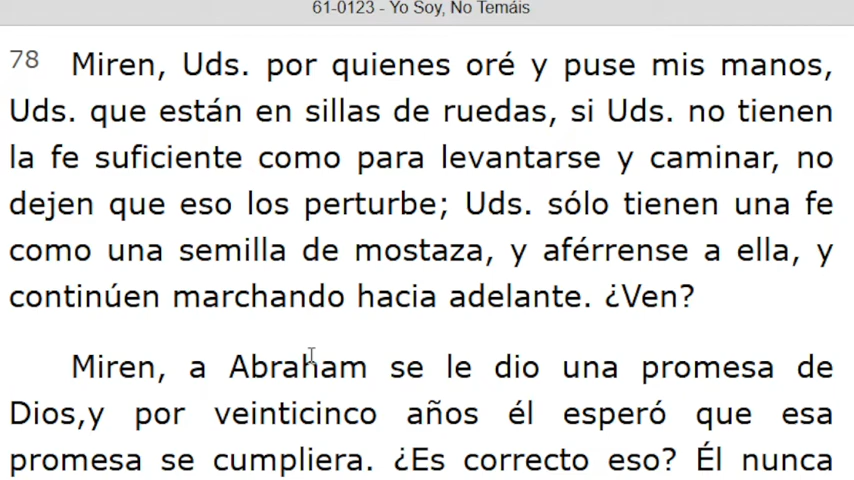 61-0123 - Yo Soy, No Temáis
78 Miren, Uds. por quienes oré y puse mis manos,
Uds. que están en sillas de ruedas, si Uds. no tienen
la fe suficiente como para levantarse y caminar, no
dejen que eso los perturbe; Uds. sólo tienen una fe
como una semilla de mostaza, y aférrense a ella, y
continúen marchando hacia adelante. ¿Ven?
Miren, a Abraham se le dio una promesa de
Dios,y por veinticinco años él esperó que esa
promesa se cumpliera. ¿Es correcto eso? Él nunca